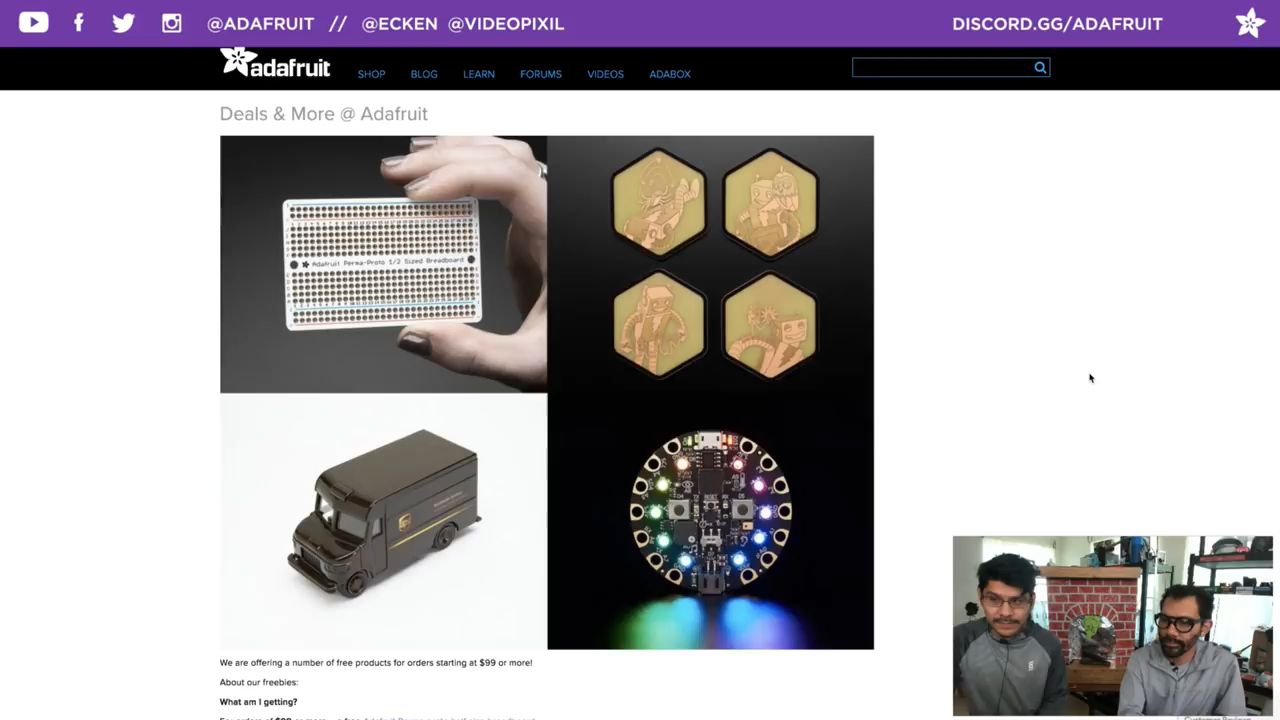 @ADAFRUIT // @ECKEN @VIDEOPIXIL
DISCORD.GG/ADAFRUIT
adafruit
SHOP
BLOG
LEARN
FORUMS
VIDEOS
ADABOX
Deals & More @ Adafruit
Adafruit Perma-Proto 1/2 Sized Breadboard
RESET
We are offering a number of free products for orders starting at $99 or more!
About our freebies:
What am I getting?